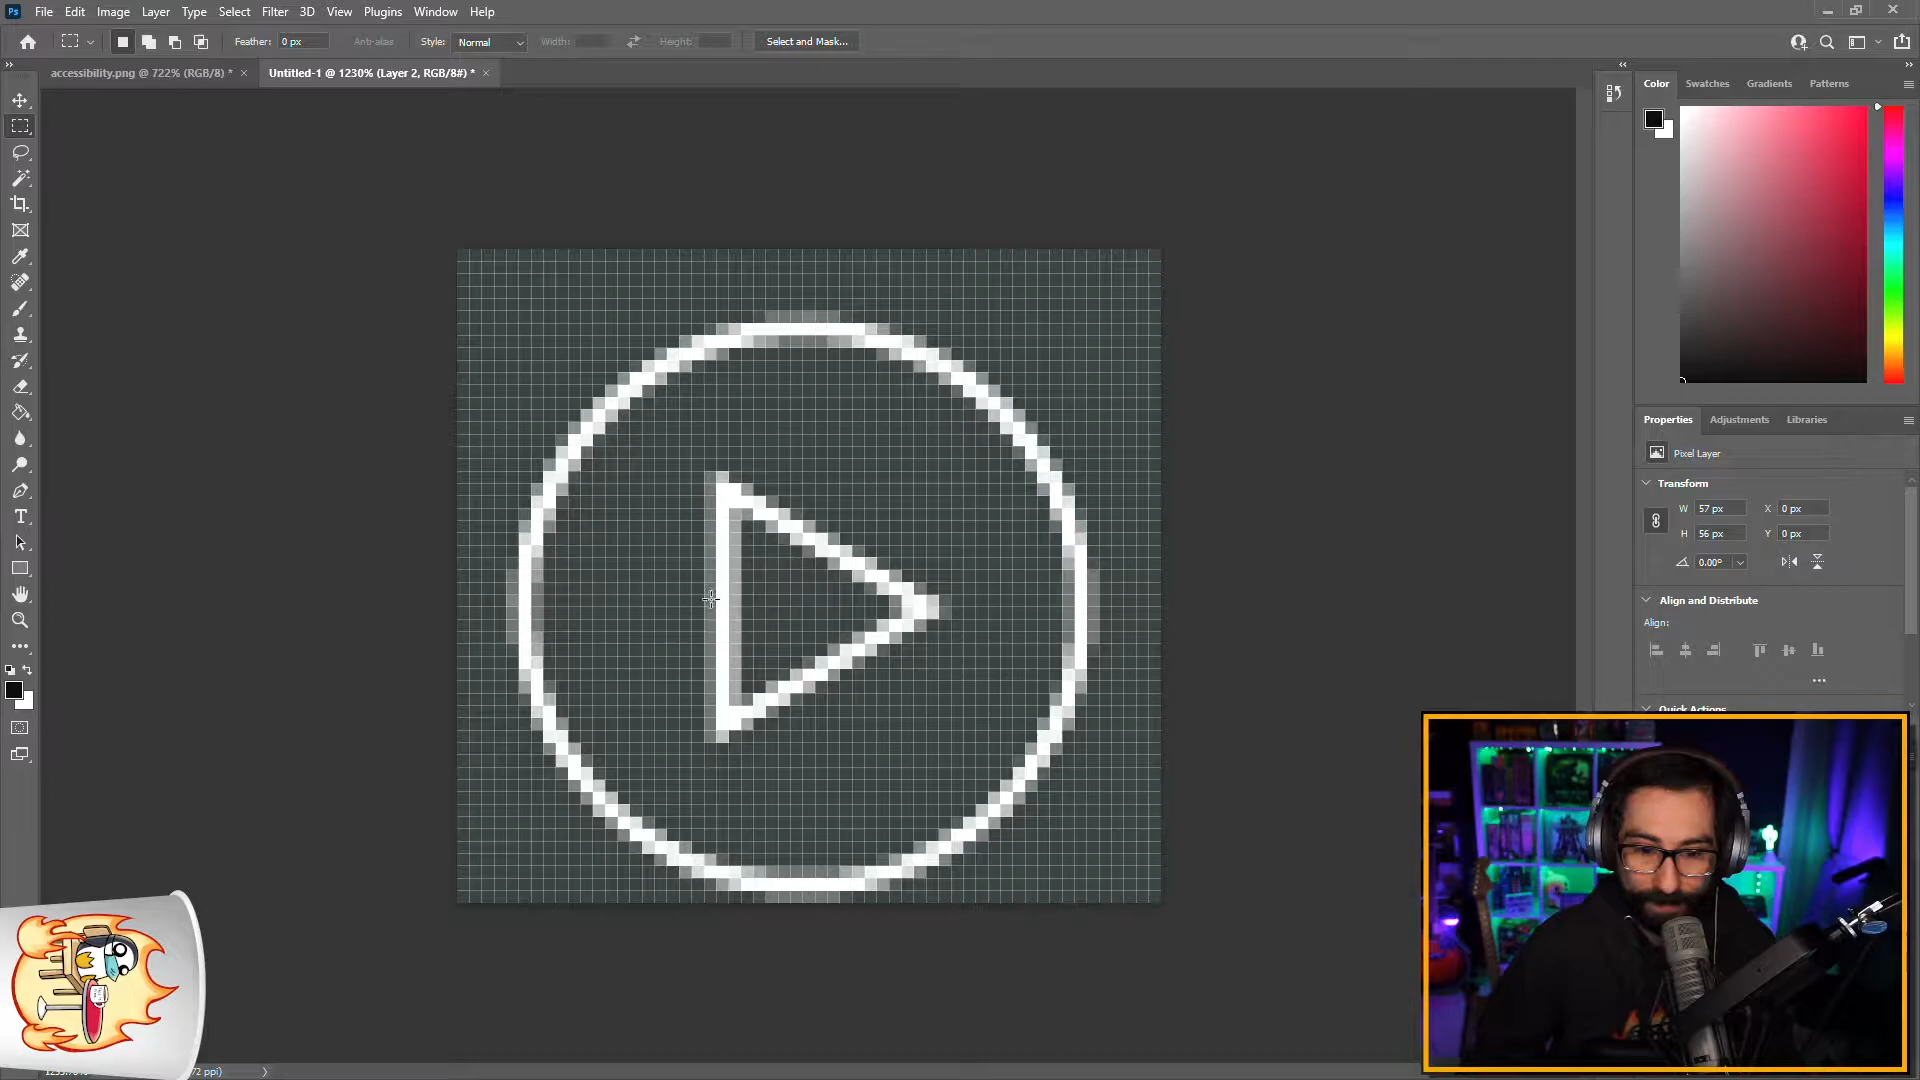 Ps File Edit Image Layer Type Select Filter 3D View Plugins Window Help
Feather: 0 px Anti-alias Style: Normal Width: Height: Select and Mask...
accessibility.png @ 722% (RGB/8) * × Untitled-1 @ 1230% (Layer 2, RGB/8#) * ×
Color Swatches Gradients Patterns
Properties Adjustments Libraries
Pixel Layer
Transform
W 57 px X 0 px
H 56 px Y 0 px
0.00°
Align and Distribute
Align:
Quick Actions
72 ppi)